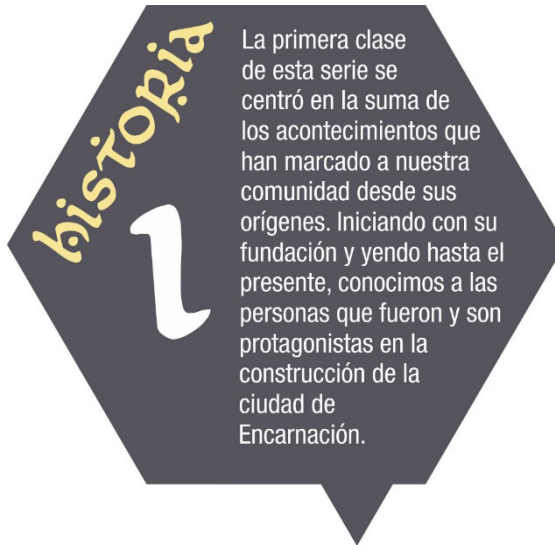 historia
1
La primera clase
de esta serie se
centró en la suma de
los acontecimientos que
han marcado a nuestra
comunidad desde sus
orígenes. Iniciando con su
fundación y yendo hasta el
presente, conocimos a las
personas que fueron y son
protagonistas en la
construcción de la
ciudad de
Encarnación.